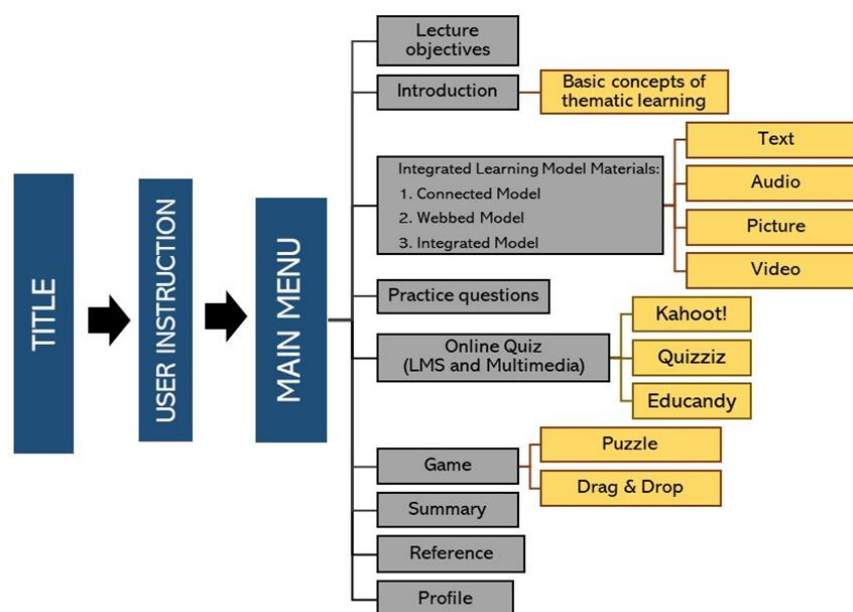 TITLE
USER INSTRUCTION
MAIN MENU
Lecture
objectives
Introduction
Basic concepts of
thematic learning
Integrated Learning Model Materials:
1. Connected Model
2. Webbed Model
3. Integrated Model
Text
Audio
Picture
Video
Practice questions
Online Quiz
(LMS and Multimedia)
Kahoot!
Quizziz
Educandy
Game
Puzzle
Drag & Drop
Summary
Reference
Profile